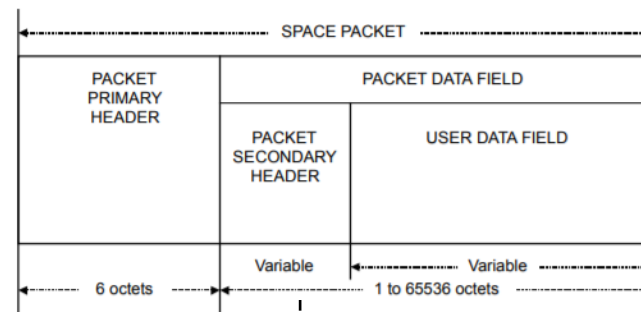 SPACE PACKET
PACKET
PRIMARY
HEADER
PACKET DATA FIELD
PACKET
SECONDARY
HEADER
USER DATA FIELD
Variable
Variable
6 octets
1 to 65536 octets